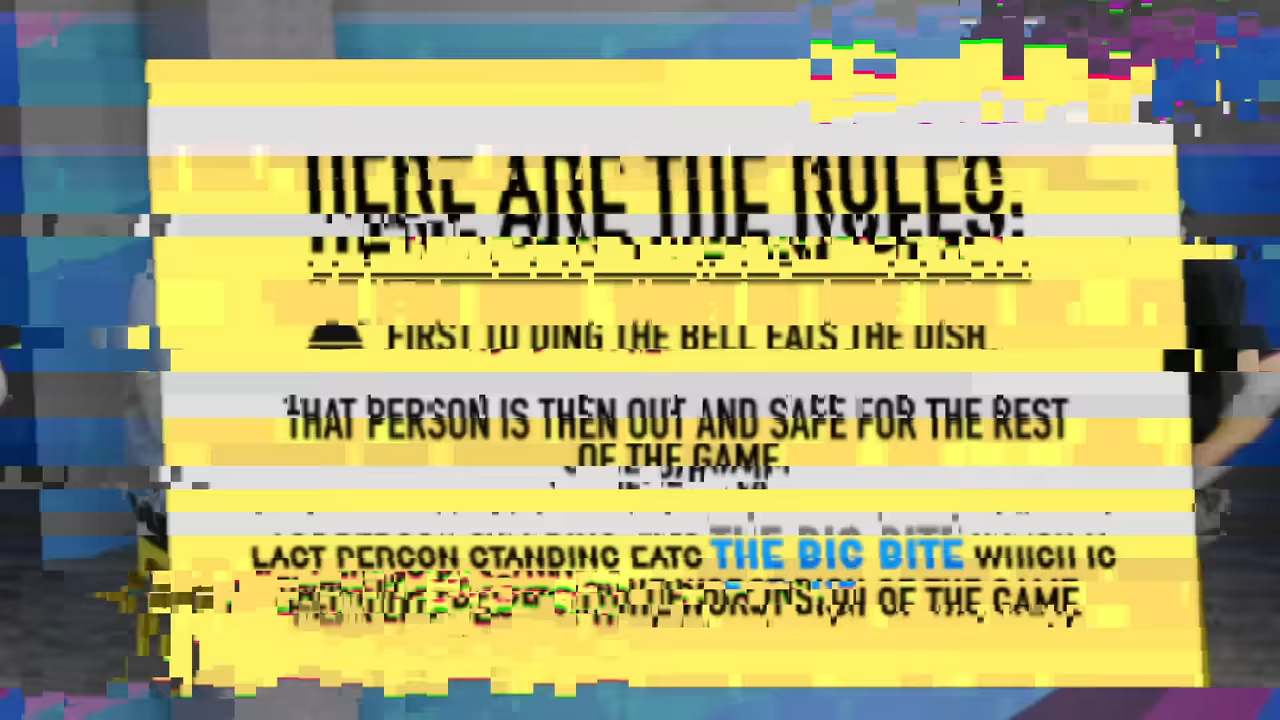 HERE ARE THE RULES:
FIRST TO DING THE BELL EATS THE DISH
THAT PERSON IS THEN OUT AND SAFE FOR THE REST
OF THE GAME
LAST PERSON STANDING EATS THE BIG BITE WHICH IS
OF THE GAME